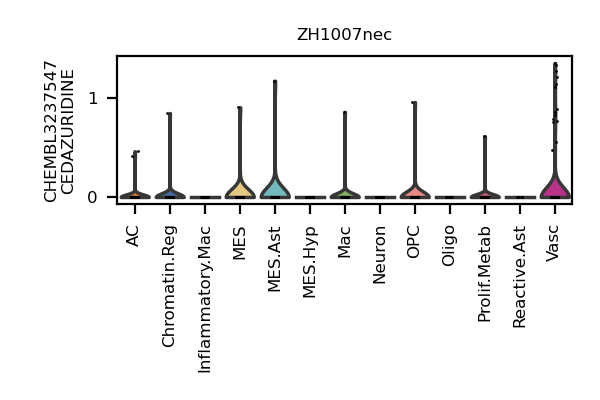 ZH1007nec
CHEMBL3237547
CEDAZURIDINE
1
0
AC
Chromatin.Reg
Inflammatory.Mac
MES
MES.Ast
MES.Hyp
Mac
Neuron
OPC
Oligo
Prolif.Metab
Reactive.Ast
Vasc